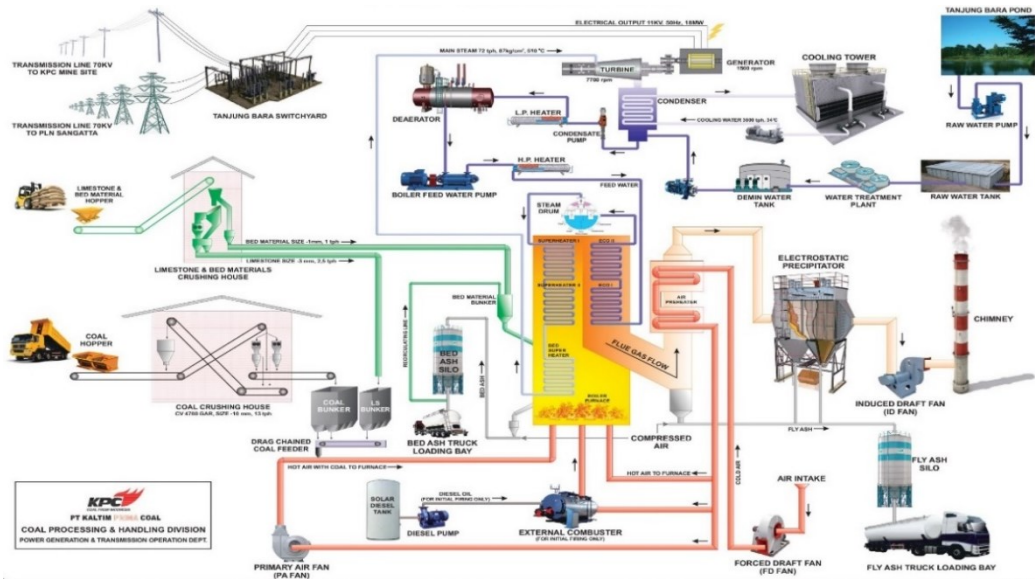 ELECTRICAL OUTPUT 11KV, 50Hz, 18MW
TRANSMISSION LINE 70KV
TO KPC MINE SITE
TRANSMISSION LINE 70KV
TO PLN SANGATTA
TANJUNG BARA SWITCHYARD
MAIN STEAM 72 tph, 87kg/cm², 510 ºC
TURBINE
7700 rpm
GENERATOR
1500 rpm
COOLING TOWER
TANJUNG BARA POND
DEAERATOR
L.P. HEATER
CONDENSATE
PUMP
CONDENSER
COOLING WATER 3600 tph, 34ºC
RAW WATER PUMP
H.P. HEATER
BOILER FEED WATER PUMP
FEED WATER
DEMIN WATER
TANK
WATER TREATMENT
PLANT
RAW WATER TANK
LIMESTONE &
BED MATERIAL
HOPPER
BED MATERIAL SIZE -1mm, 1 tph
LIMESTONE SIZE -3 mm, 2.5 tph
LIMESTONE & BED MATERIALS
CRUSHING HOUSE
STEAM
DRUM
SUPERHEATER
ECO II
SUPERHEATER
ECO I
BED
SUPER
HEATER
BED MATERIAL
BUNKER
RECIRCULATING LINE
BED
ASH
SILO
BED ASH
AIR
PREHEATER
FLUE GAS FLOW
ELECTROSTATIC
PRECIPITATOR
CHIMNEY
INDUCED DRAFT FAN
(ID FAN)
COAL
HOPPER
COAL CRUSHING HOUSE
CV 4700 GAR, SIZE -10 mm, 13 tph
COAL
BUNKER
LS
BUNKER
DRAG CHAINED
COAL FEEDER
BED ASH TRUCK
LOADING BAY
BOILER
FURNACE
COMPRESSED
AIR
FLY ASH
FLY ASH
SILO
HOT AIR WITH COAL TO FURNACE
HOT AIR TO FURNACE
COLD AIR
AIR INTAKE
SOLAR
DIESEL
TANK
DIESEL OIL
(FOR INITIAL FIRING ONLY)
DIESEL PUMP
EXTERNAL COMBUSTER
(FOR INITIAL FIRING ONLY)
PRIMARY AIR FAN
(PA FAN)
FORCED DRAFT FAN
(FD FAN)
FLY ASH TRUCK LOADING BAY
KPC
PT KALTIM PRIMA COAL
COAL PROCESSING & HANDLING DIVISION
POWER GENERATION & TRANSMISSION OPERATION DEPT.